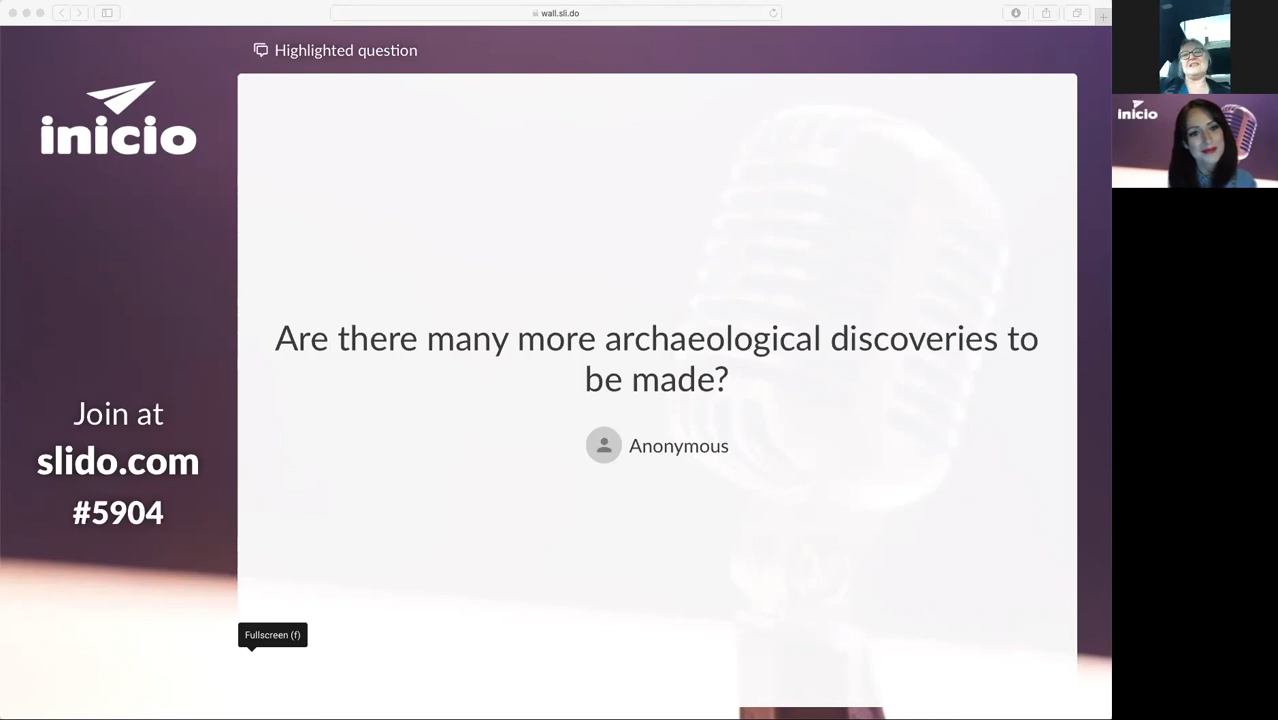 wall.sli.do
Highlighted question
inicio
inicio
Are there many more archaeological discoveries to
be made?
Anonymous
Join at
slido.com
#5904
Fullscreen (f)